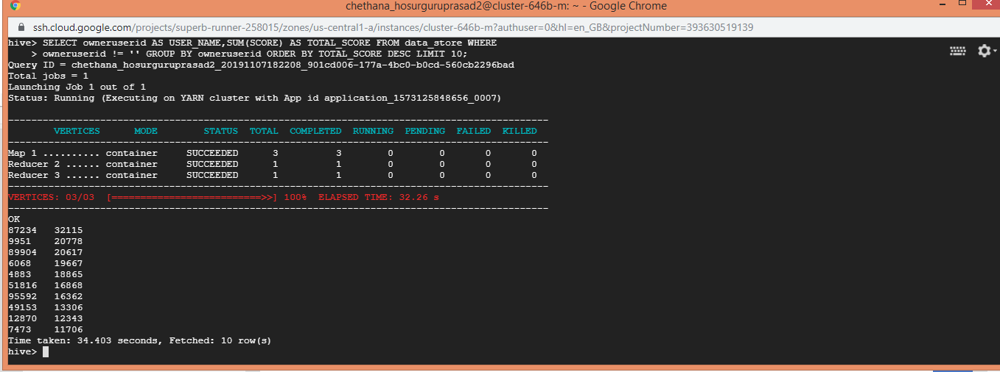 chethana_hosurguruprasad2@cluster-646b-m: ~ - Google Chrome
ssh.cloud.google.com/projects/superb-runner-258015/zones/us-central1-a/instances/cluster-646b-m?authuser=0&hl=en_GB&projectNumber=393630519139
hive> SELECT owneruserid AS USER_NAME,SUM(SCORE) AS TOTAL_SCORE FROM data_store WHERE
    > owneruserid != '' GROUP BY owneruserid ORDER BY TOTAL_SCORE DESC LIMIT 10;
Query ID = chethana_hosurguruprasad2_20191107182208_901cd006-177a-4bc0-b0cd-560cb2296bad
Total jobs = 1
Launching Job 1 out of 1
Status: Running (Executing on YARN cluster with App id application_1573125848656_0007)
----------------------------------------------------------------------------------------------
        VERTICES      MODE        STATUS  TOTAL  COMPLETED  RUNNING  PENDING  FAILED  KILLED
----------------------------------------------------------------------------------------------
Map 1 .......... container     SUCCEEDED      3          3        0        0       0       0
Reducer 2 ...... container     SUCCEEDED      1          1        0        0       0       0
Reducer 3 ...... container     SUCCEEDED      1          1        0        0       0       0
----------------------------------------------------------------------------------------------
VERTICES: 03/03  [==========================>>] 100%  ELAPSED TIME: 32.26 s
----------------------------------------------------------------------------------------------
OK
87234   32115
9951    20778
89904   20617
6068    19667
4883    18865
51816   16868
95592   16362
49153   13306
12870   12343
7473    11706
Time taken: 34.403 seconds, Fetched: 10 row(s)
hive>